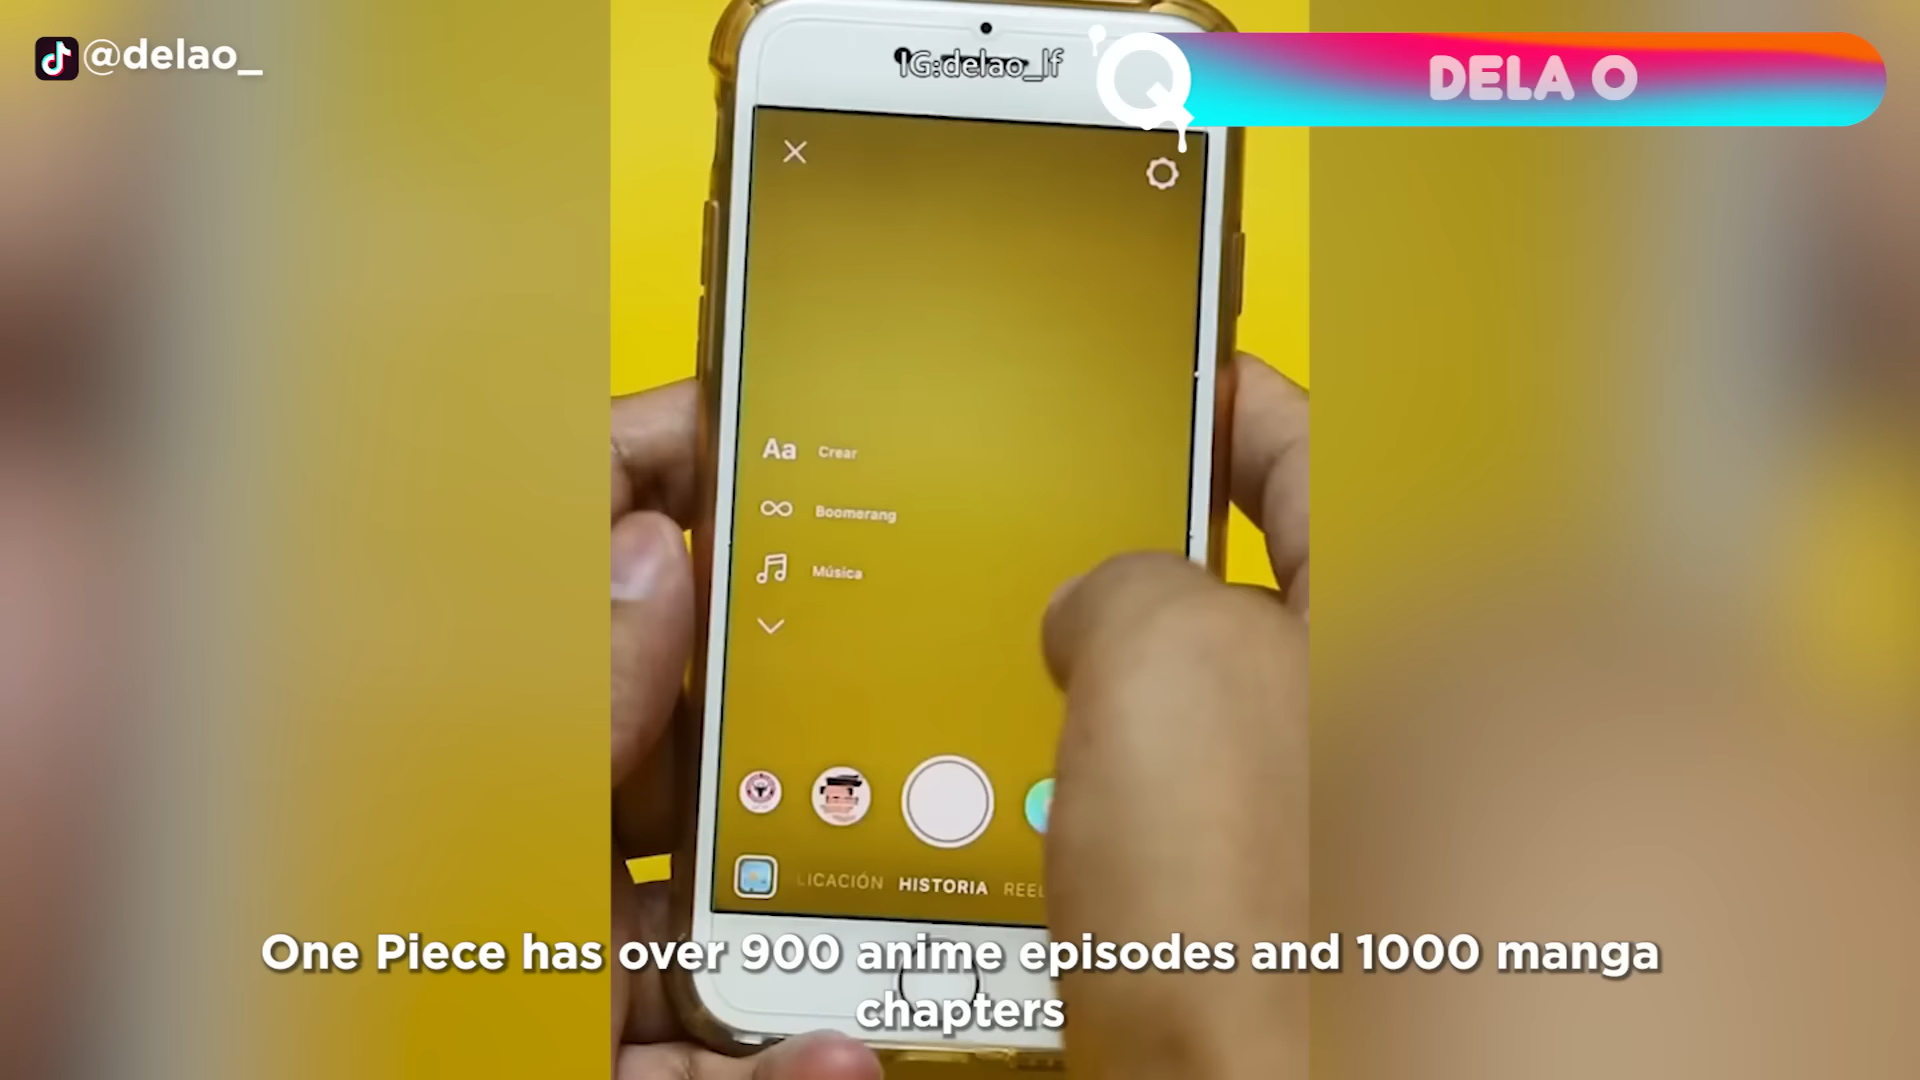 @delao_
IG:delao_lf
DELA O
Aa Crear
Boomerang
Música
LICACIÓN HISTORIA REEL
One Piece has over 900 anime episodes and 1000 manga
chapters